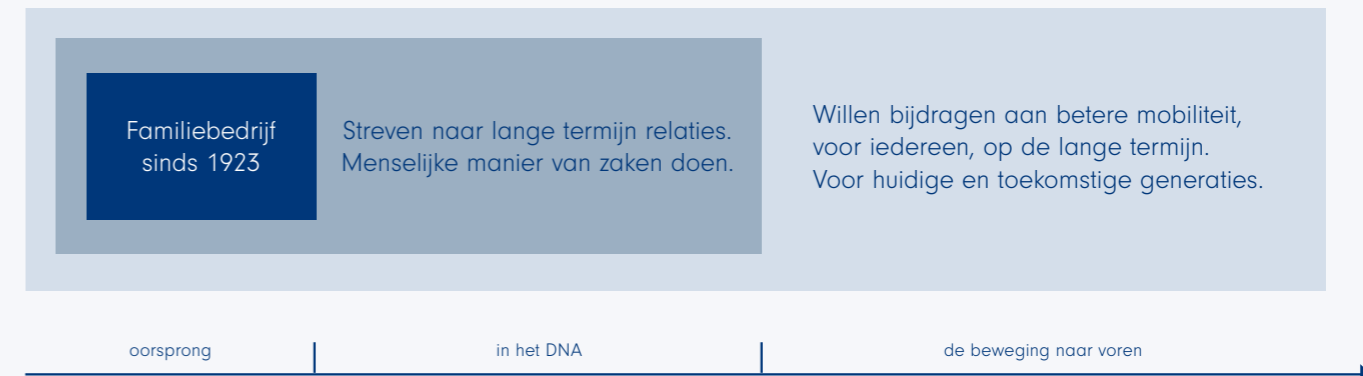 Familiebedrijf
sinds 1923
Streven naar lange termijn relaties.
Menselijke manier van zaken doen.
Willen bijdragen aan betere mobiliteit,
voor iedereen, op de lange termijn.
Voor huidige en toekomstige generaties.
oorsprong
in het DNA
de beweging naar voren